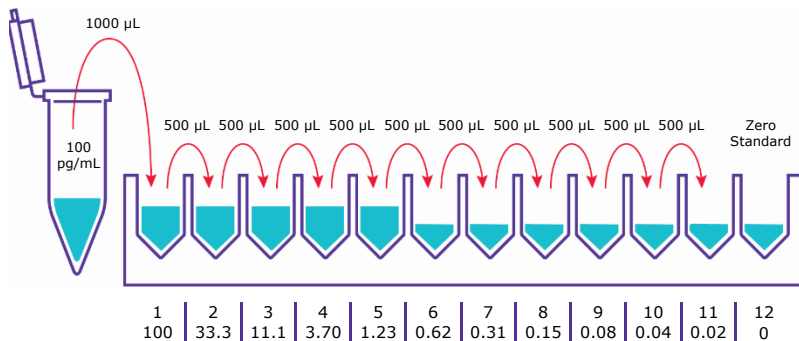 1000 µL
500 µL 500 µL 500 µL 500 µL 500 µL 500 µL 500 µL 500 µL 500 µL 500 µL
Zero
Standard
100
pg/mL
1 2 3 4 5 6 7 8 9 10 11 12
100 33.3 11.1 3.70 1.23 0.62 0.31 0.15 0.08 0.04 0.02 0